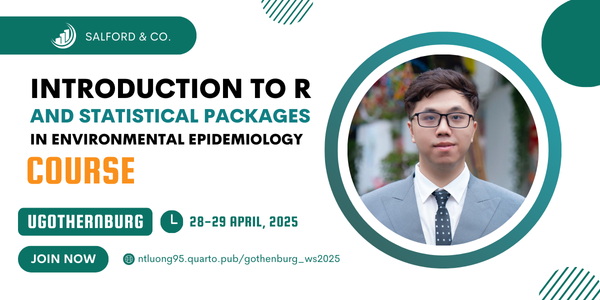 SALFORD & CO.
INTRODUCTION TO R
AND STATISTICAL PACKAGES
IN ENVIRONMENTAL EPIDEMIOLOGY
COURSE
UGOTHERNBURG
28-29 APRIL, 2025
JOIN NOW
ntluong95.quarto.pub/gothenburg_ws2025